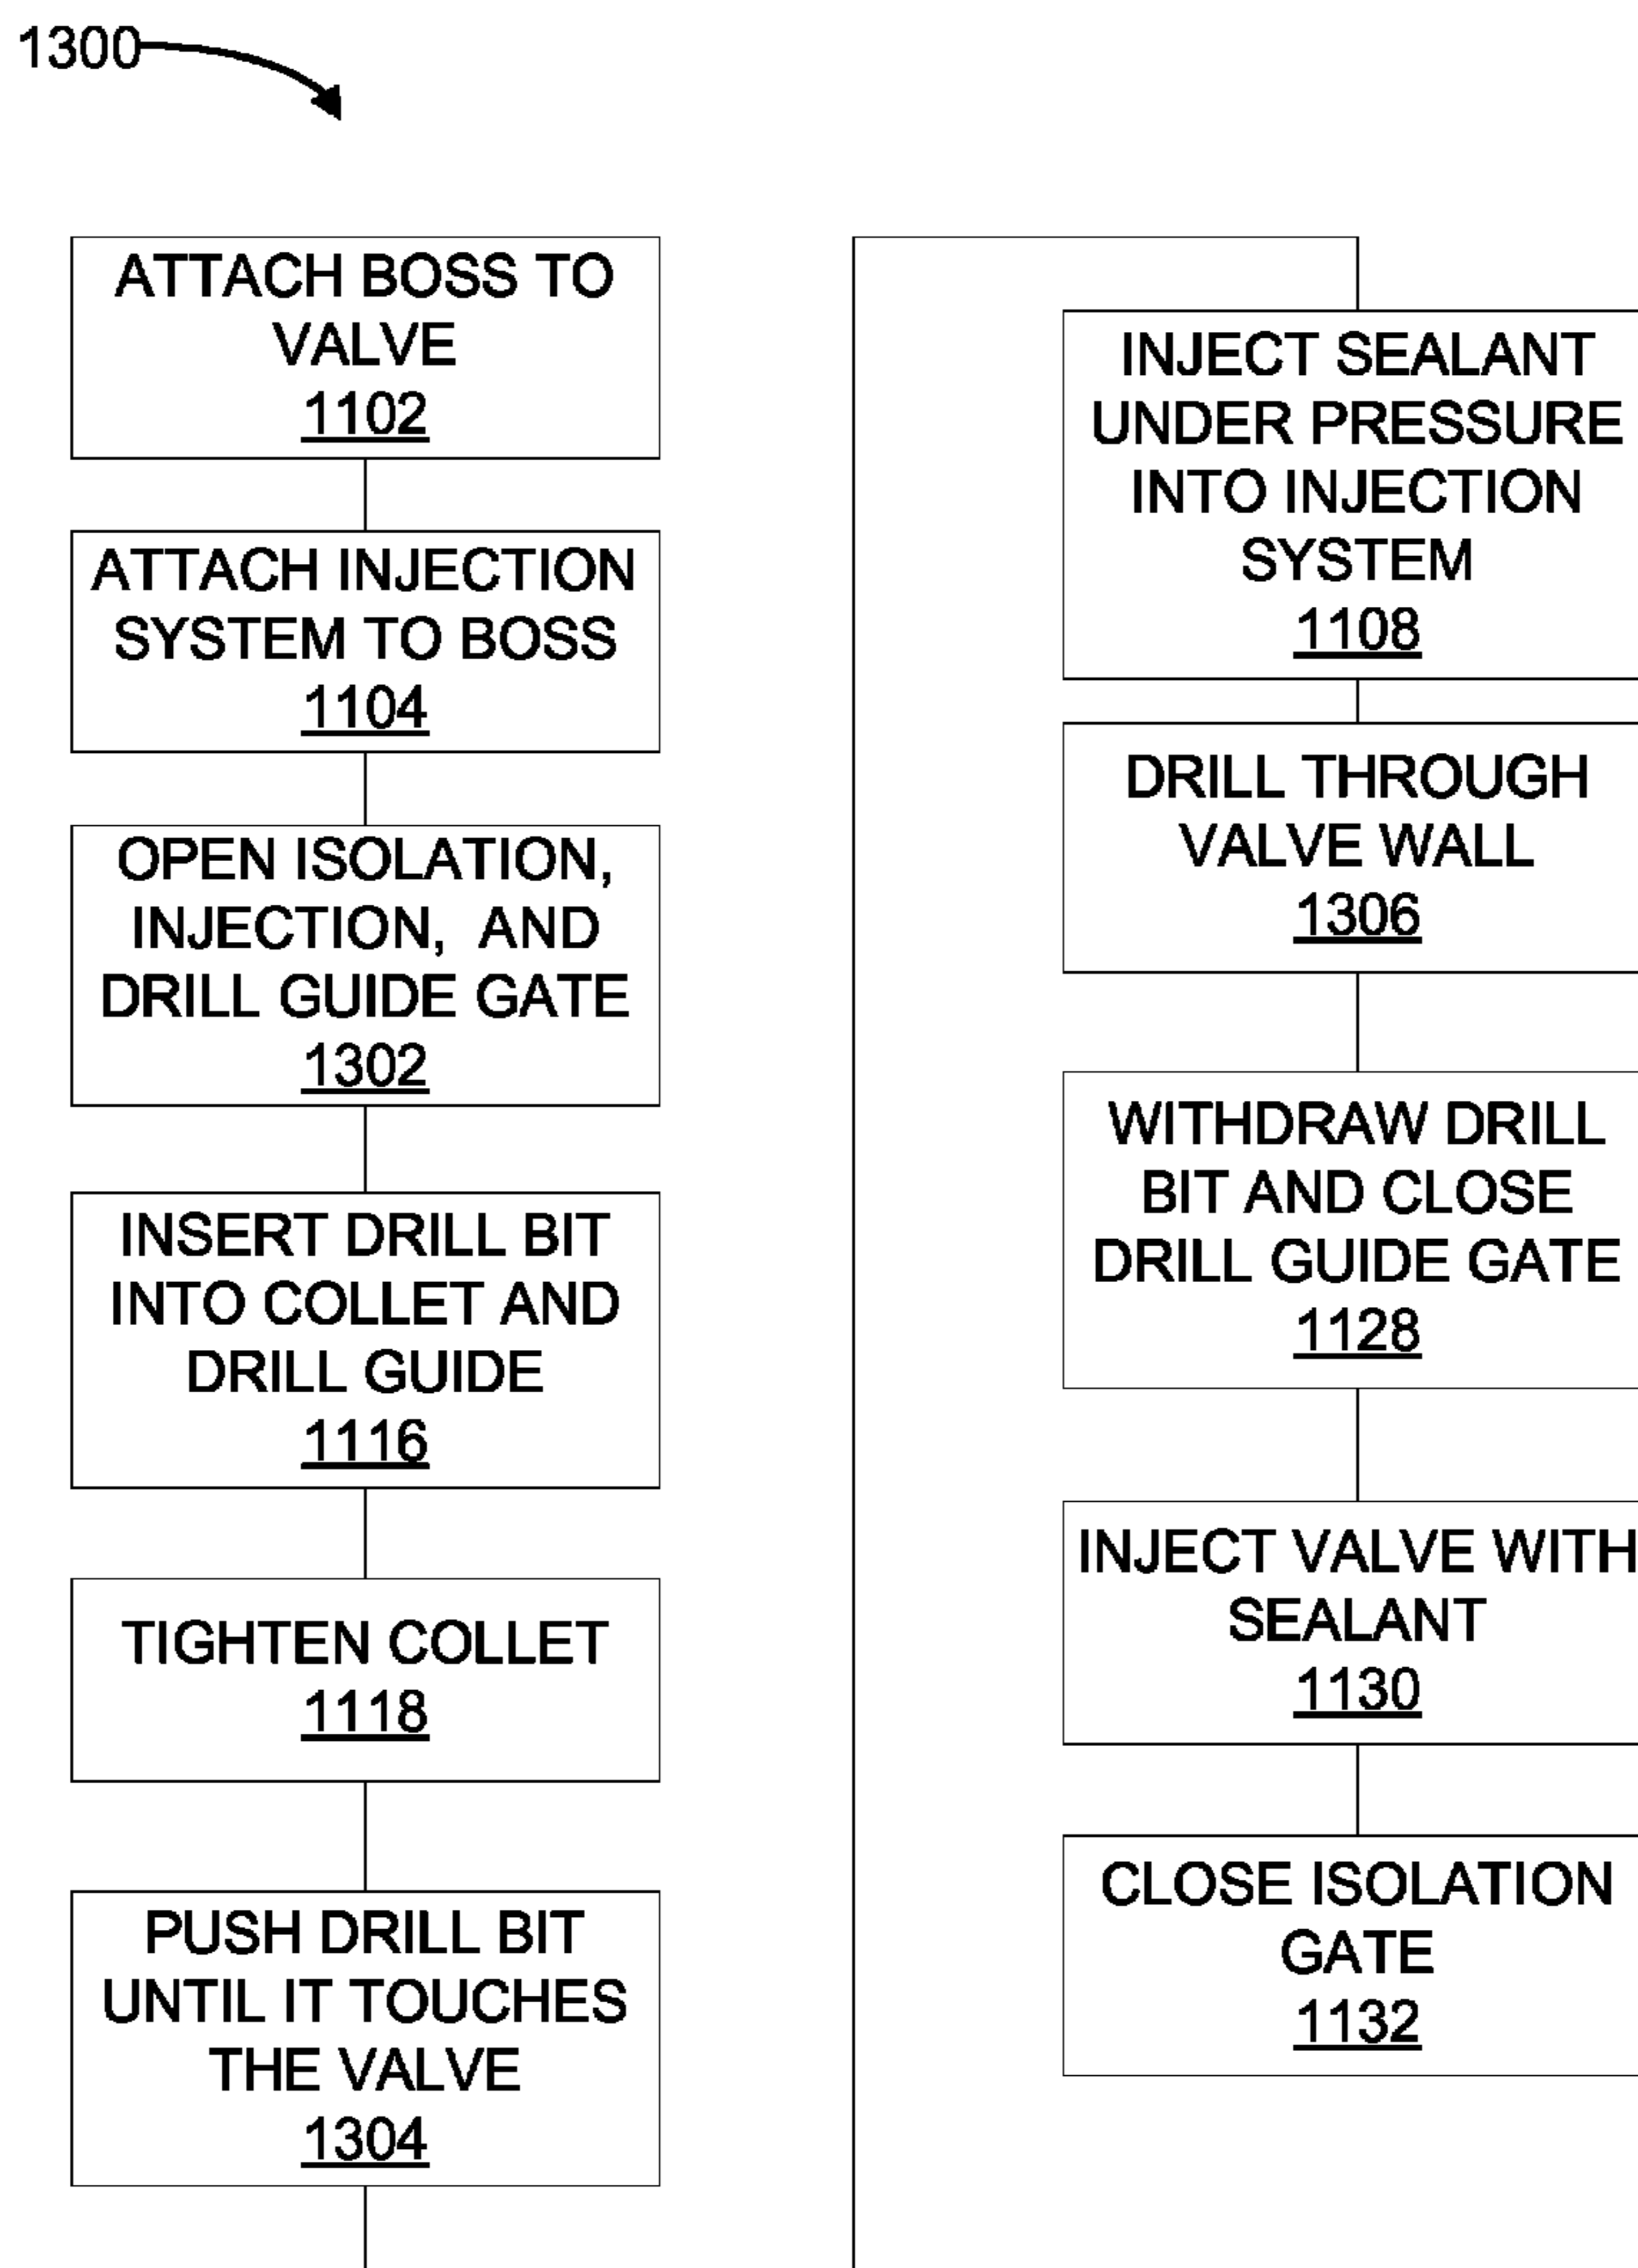 1300
ATTACH BOSS TO
VALVE
1102
ATTACH INJECTION
SYSTEM TO BOSS
1104
OPEN ISOLATION,
INJECTION, AND
DRILL GUIDE GATE
1302
INSERT DRILL BIT
INTO COLLET AND
DRILL GUIDE
1116
TIGHTEN COLLET
1118
PUSH DRILL BIT
UNTIL IT TOUCHES
THE VALVE
1304
INJECT SEALANT
UNDER PRESSURE
INTO INJECTION
SYSTEM
1108
DRILL THROUGH
VALVE WALL
1306
WITHDRAW DRILL
BIT AND CLOSE
DRILL GUIDE GATE
1128
INJECT VALVE WITH
SEALANT
1130
CLOSE ISOLATION
GATE
1132